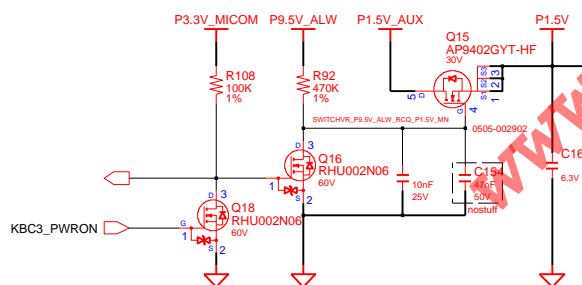 P3.3V_MICOM P9.5V_ALW P1.5V_AUX P1.5V
Q15
AP9402GYT-HF
30V
R108
100K
1%
R92
470K
1%
5 D G 4
S3 3
S2 2
S1 1
SWITCHVR_P9.5V_ALW_RCQ_P1.5V_MN
0505-002902
D 3
Q16
RHU002N06
60V
1
S 2
10nF
25V
C154
47nF
50V
nostuff
C16
6.3V
D 3
Q18
RHU002N06
60V
KBC3_PWRON
G
1
S 2
www